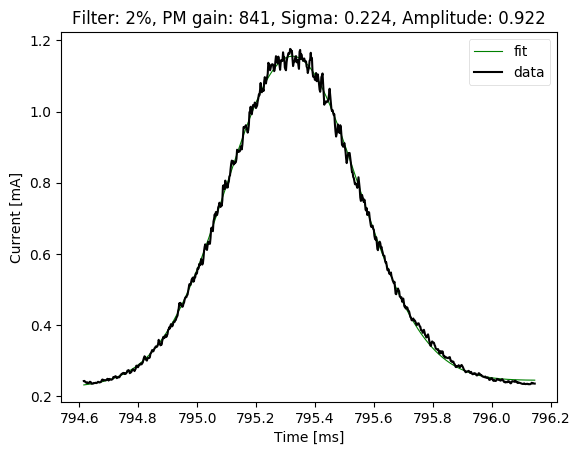 Filter: 2%, PM gain: 841, Sigma: 0.224, Amplitude: 0.922
fit
data
1.2
1.0
0.8
0.6
0.4
0.2
Current [mA]
794.6 794.8 795.0 795.2 795.4 795.6 795.8 796.0 796.2
Time [ms]